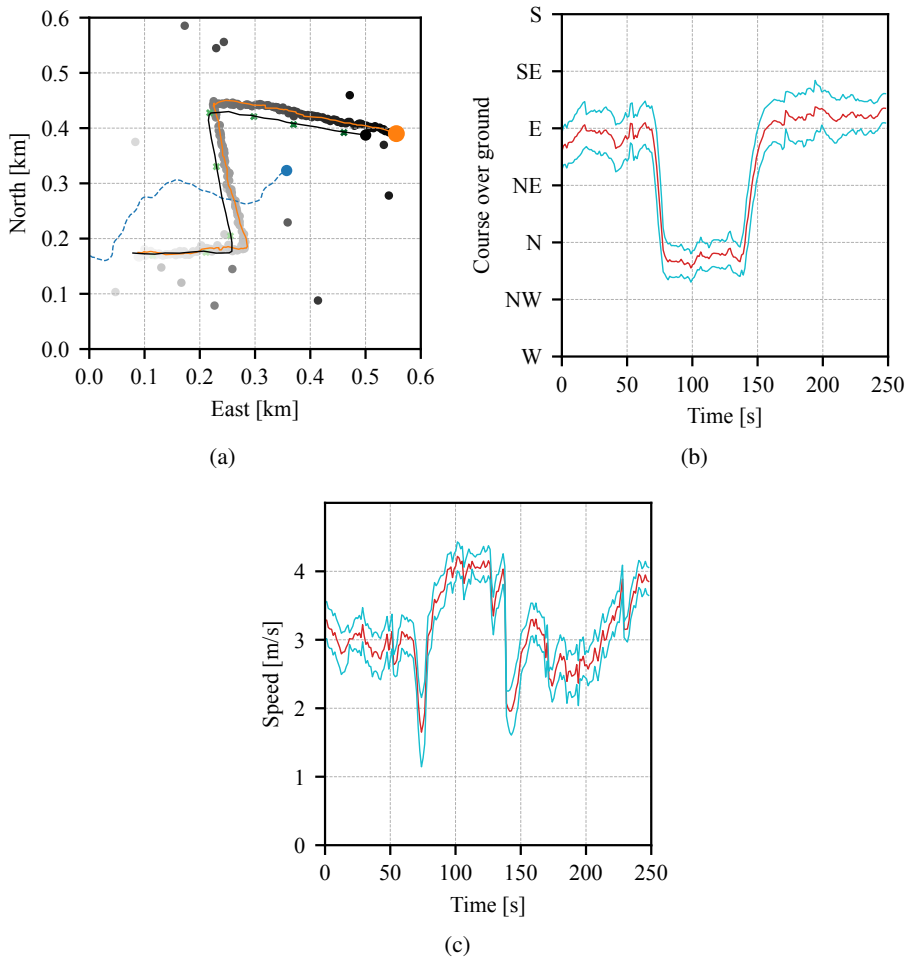 0.6
0.5
0.4
0.3
0.2
0.1
0.0
North [km]
0.0 0.1 0.2 0.3 0.4 0.5 0.6
East [km]
(a)
S
SE
E
NE
N
NW
W
Course over ground
0 50 100 150 200 250
Time [s]
(b)
4
3
2
1
0
Speed [m/s]
0 50 100 150 200 250
Time [s]
(c)